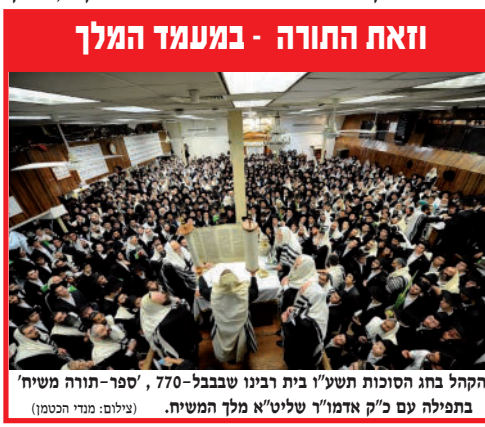 וזאת התורה - במעמד המלך
הקהל בחג הסוכות תשע"ו בית רבינו שבבבל-770 , 'ספר-תורה משיח'
בתפילה עם כ"ק אדמו"ר שליט"א מלך המשיח. (צילום: מנדי הכטמן)